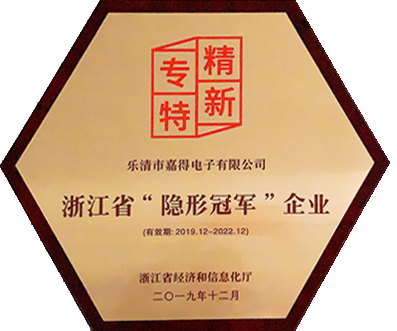 精
专
新
特
乐清市嘉得电子有限公司
浙江省“隐形冠军”企业
(有效期: 2019.12-2022.12)
浙江省经济和信息化厅
二〇一九年十二月